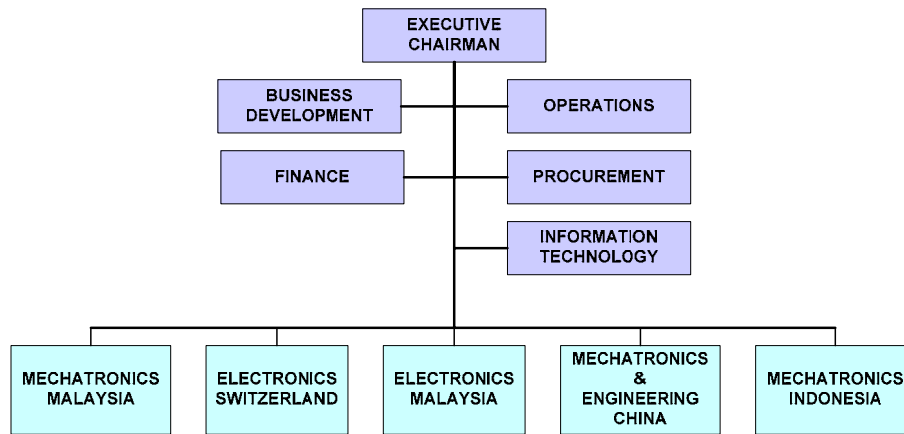 EXECUTIVE
CHAIRMAN
BUSINESS
DEVELOPMENT
OPERATIONS
FINANCE
PROCUREMENT
INFORMATION
TECHNOLOGY
MECHATRONICS
MALAYSIA
ELECTRONICS
SWITZERLAND
ELECTRONICS
MALAYSIA
MECHATRONICS
&
ENGINEERING
CHINA
MECHATRONICS
INDONESIA